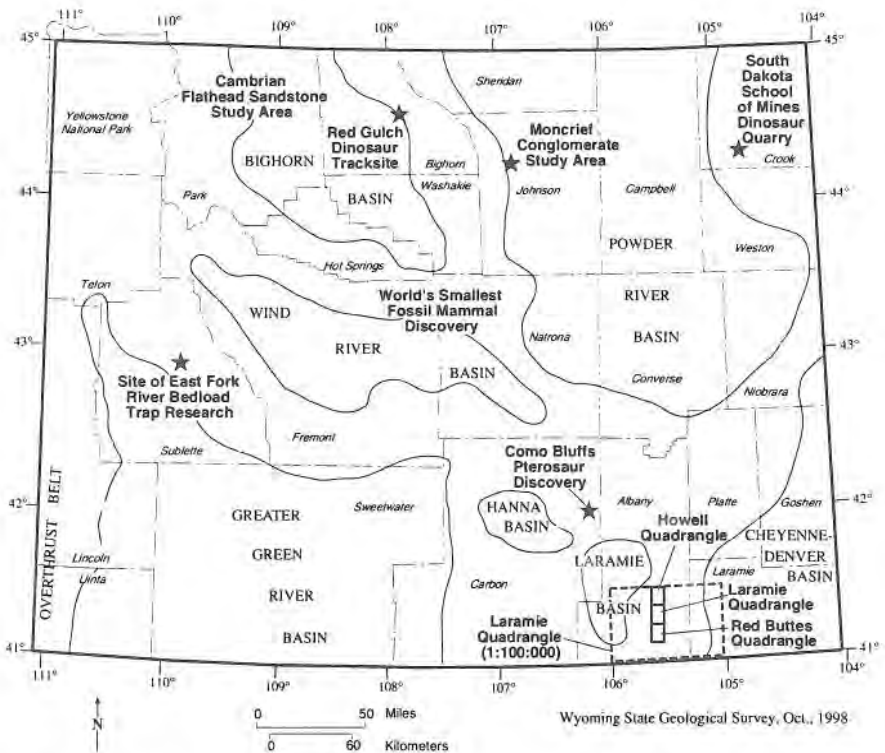 111°
110°
109°
108°
107°
106°
105°
104°
45°
45°
Cambrian
Flathead Sandstone
Study Area
Sheridan
South
Dakota
School
of Mines
Dinosaur
Quarry
Yellowstone
National Park
Red Gulch
Dinosaur
Tracksite
Moncrief
Conglomerate
Study Area
BIGHORN
Bighorn
Crook
44°
Washakie
44°
Park
BASIN
Johnson
Campbell
POWDER
Weston
Hot Springs
Teton
WIND
World's Smallest
Fossil Mammal
Discovery
RIVER
43°
RIVER
Natrona
BASIN
43°
BASIN
Converse
Niobrara
Site of East Fork
River Bedload
Trap Research
Fremont
Sublette
Como Bluffs
Pterosaur
Discovery
42°
42°
OVERTHRUST BELT
GREATER
Sweetwater
HANNA
BASIN
Albany
Platte
Goshen
Howell
Quadrangle
CHEYENNE-
DENVER
BASIN
GREEN
LARAMIE
Laramie
Lincoln
Uinta
Carbon
RIVER
BASIN
Laramie
Quadrangle
BASIN
Laramie
Quadrangle
(1:100:000)
Red Buttes
Quadrangle
41°
41°
111°
110°
109°
108°
107°
106°
105°
104°
N
0 50 Miles
0 60 Kilometers
Wyoming State Geological Survey, Oct., 1998